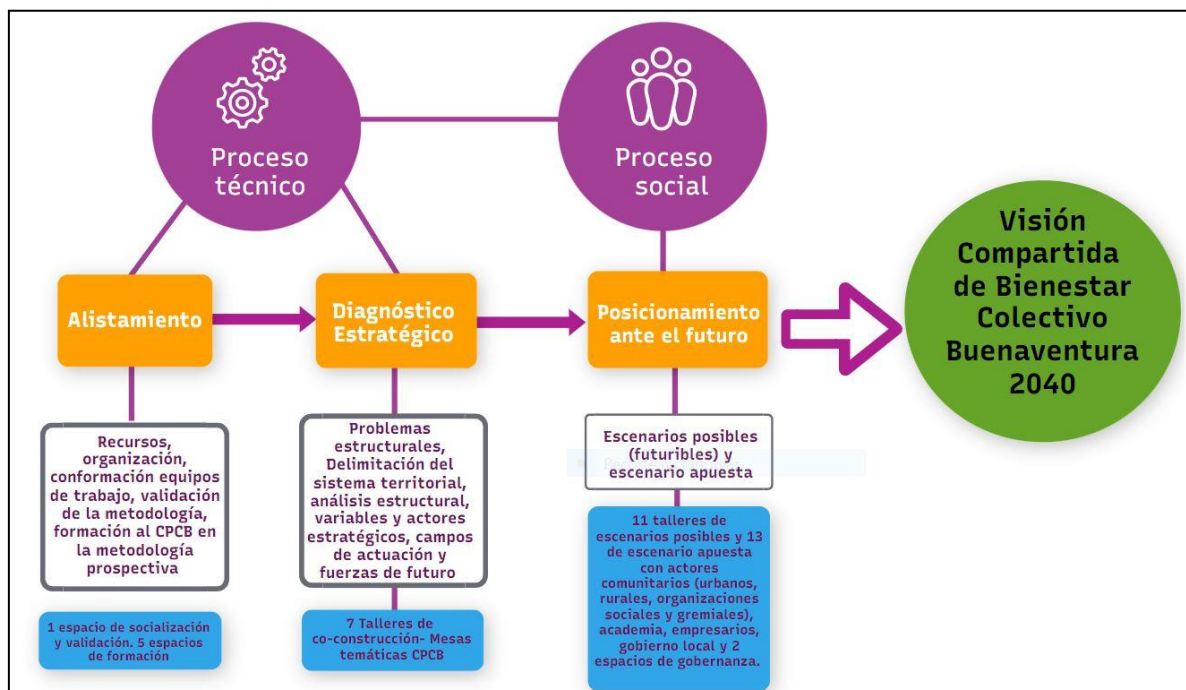 Proceso
técnico
Proceso
social
Alistamiento
Diagnóstico
Estratégico
Posicionamiento
ante el futuro
Visión
Compartida
de Bienestar
Colectivo
Buenaventura
2040
Recursos,
organización,
conformación equipos
de trabajo, validación
de la metodología,
formación al CPCB en
la metodología
prospectiva
Problemas
estructurales,
Delimitación del
sistema territorial,
análisis estructural,
variables y actores
estratégicos, campos
de actuación y
fuerzas de futuro
Escenarios posibles
(futuribles) y
escenario apuesta
1 espacio de socialización
y validación. 5 espacios
de formación
7 Talleres de
co-construcción- Mesas
temáticas CPCB
11 talleres de
escenarios posibles y 13
de escenario apuesta
con actores
comunitarios (urbanos,
rurales, organizaciones
sociales y gremiales),
academia, empresarios,
gobierno local y 2
espacios de gobernanza.